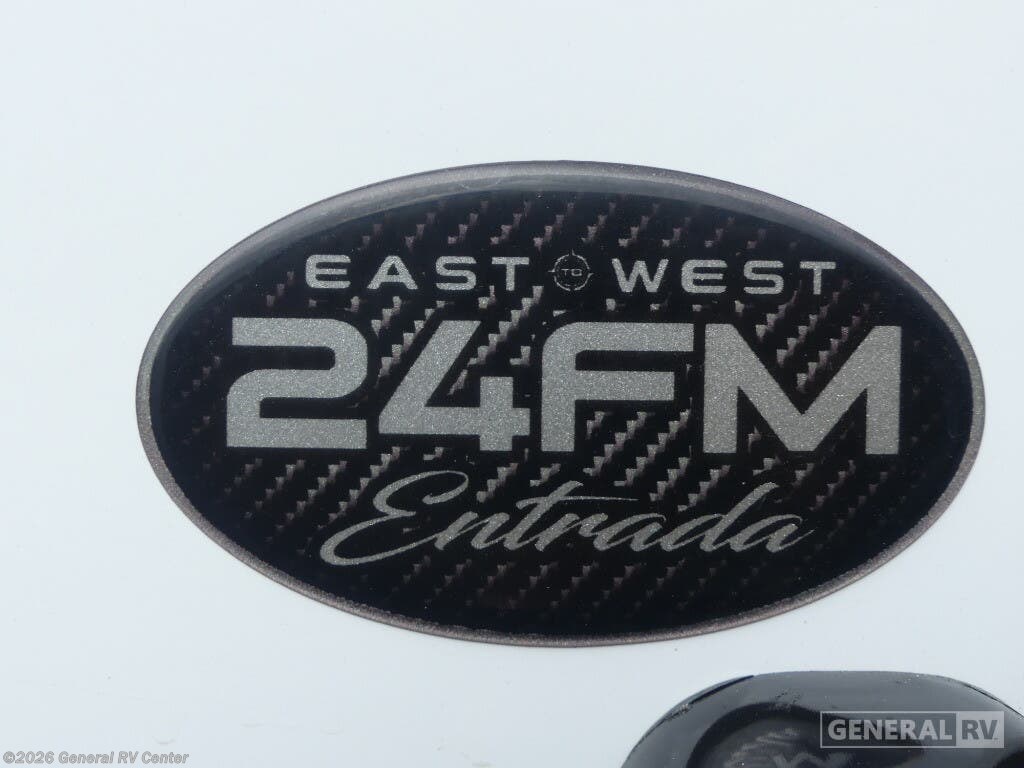 EAST TO WEST
24FM
Entrada
GENERAL RV
©2026 General RV Center